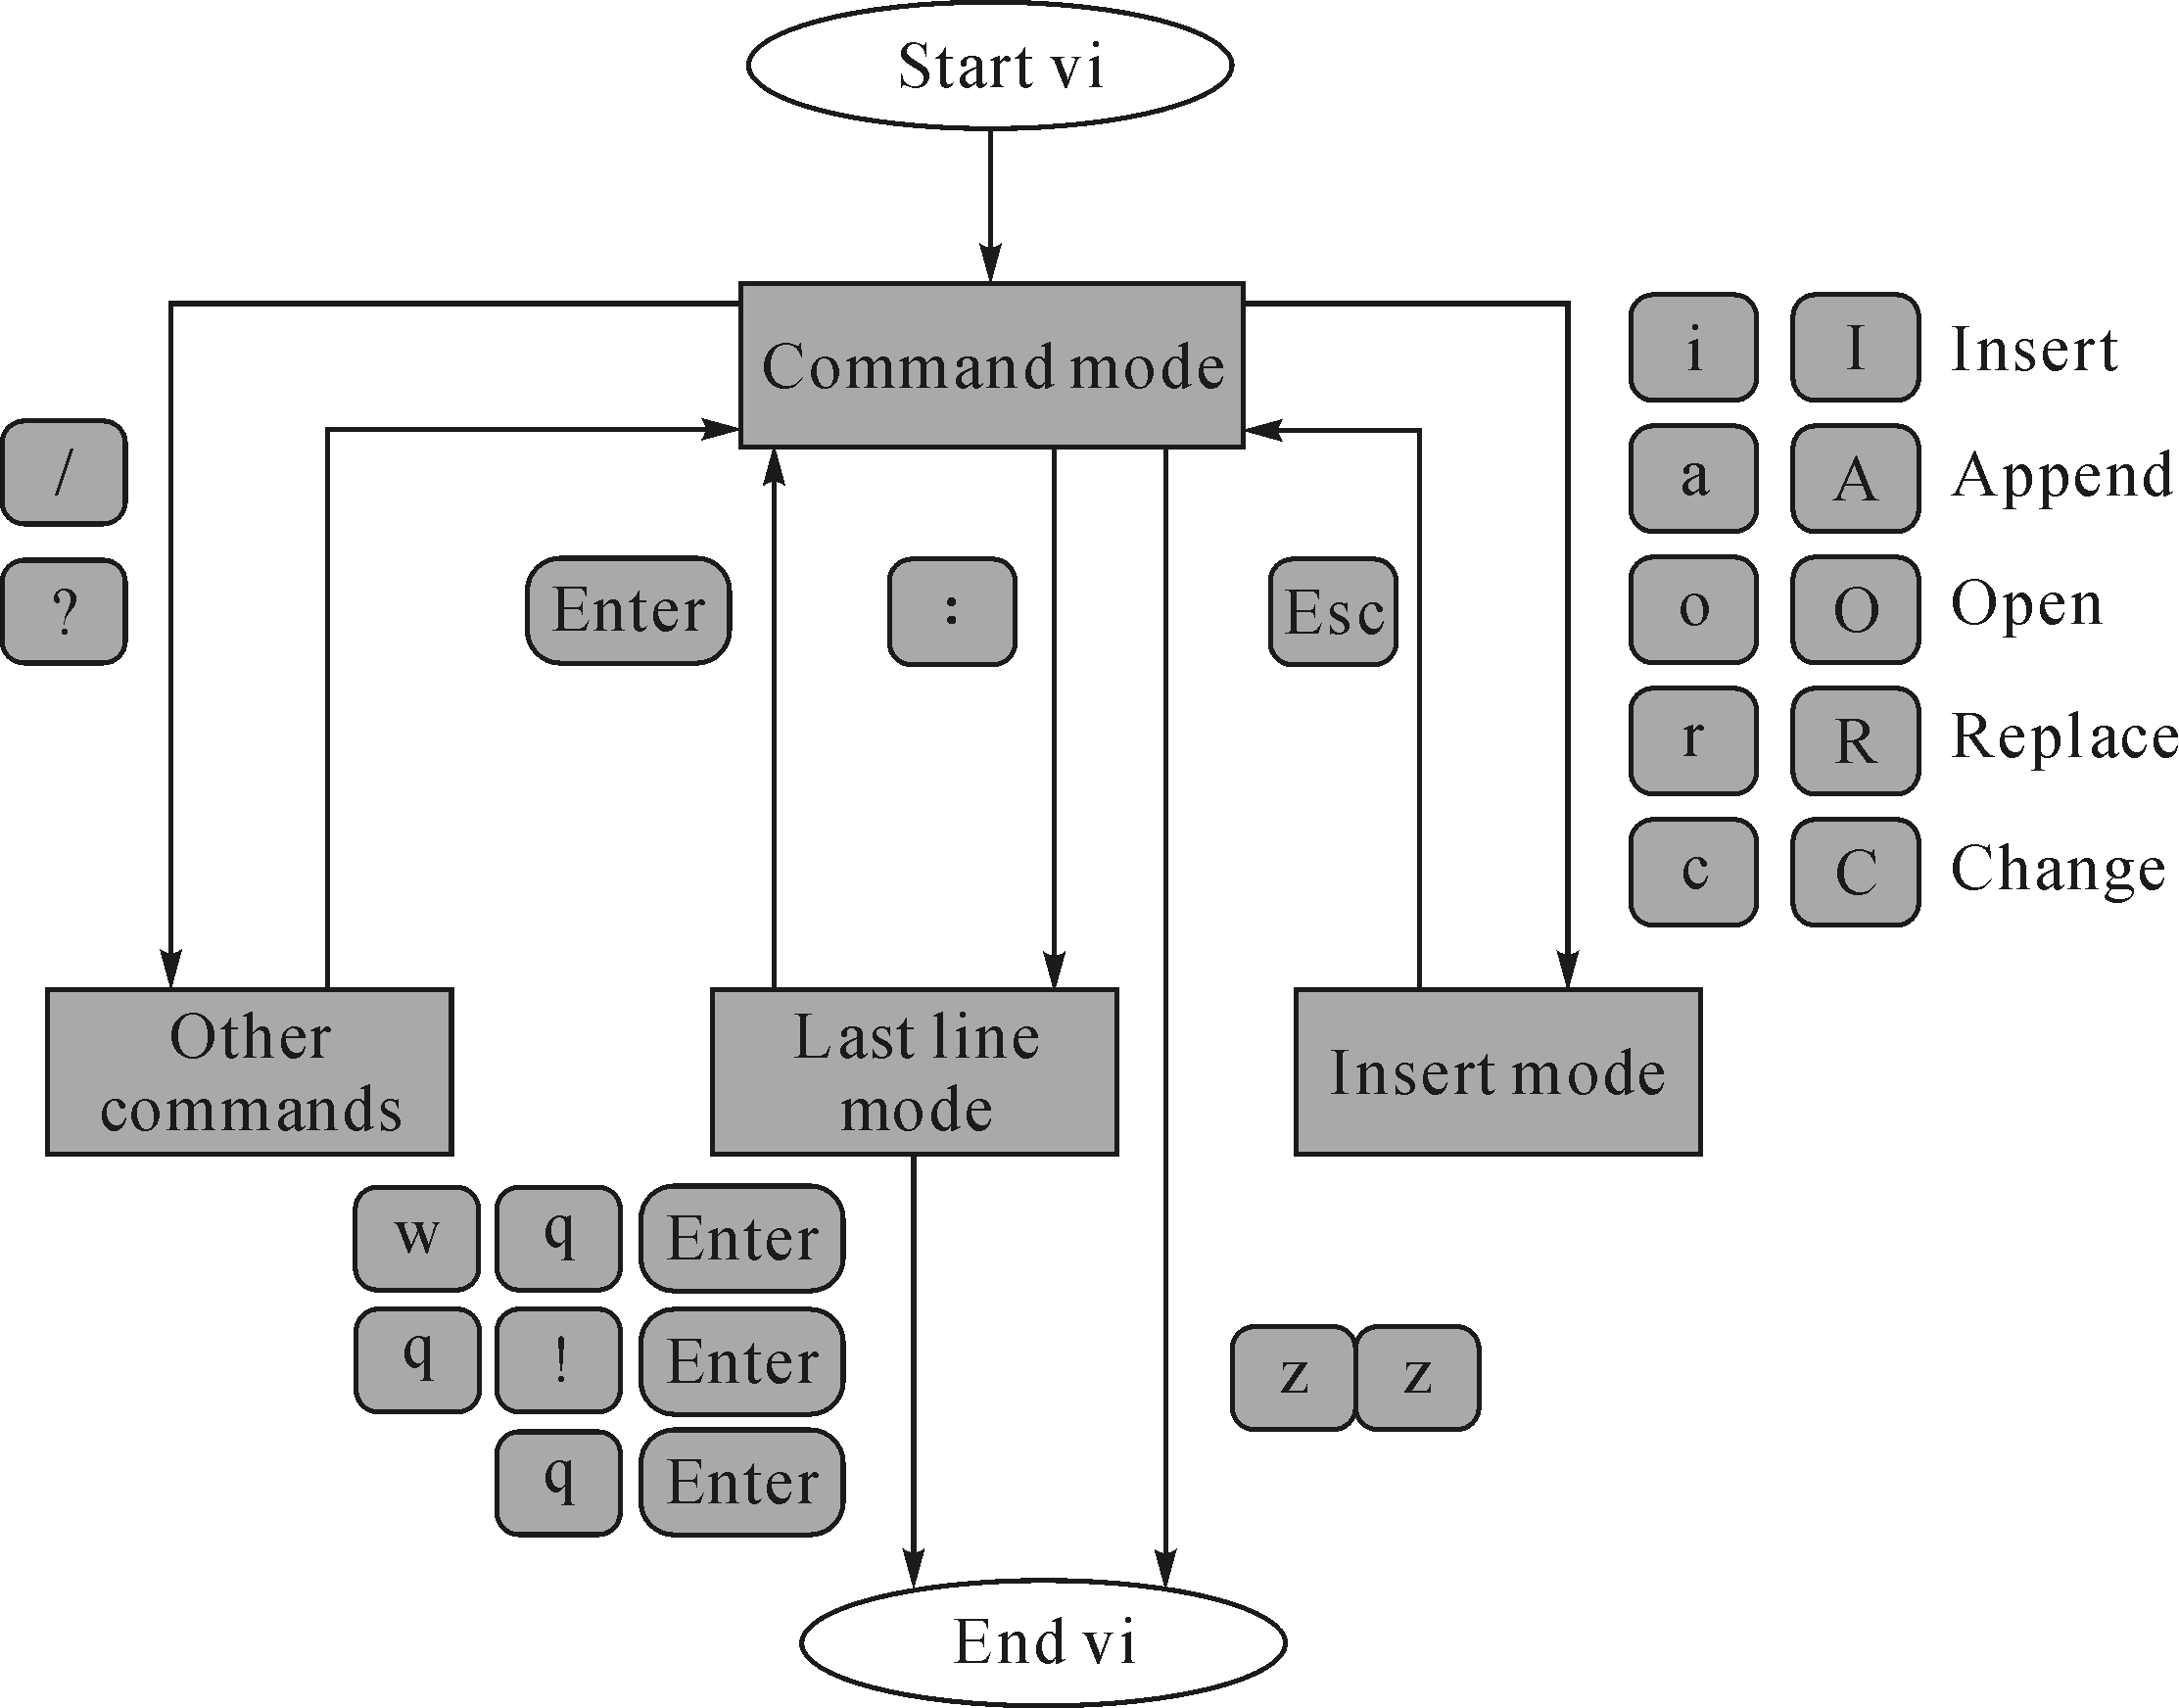 Start vi
Command mode
i I Insert
a A Append
o O Open
r R Replace
c C Change
/
?
Enter
:
Esc
Other
commands
Last line
mode
Insert mode
w q Enter
q ! Enter
q Enter
z z
End vi